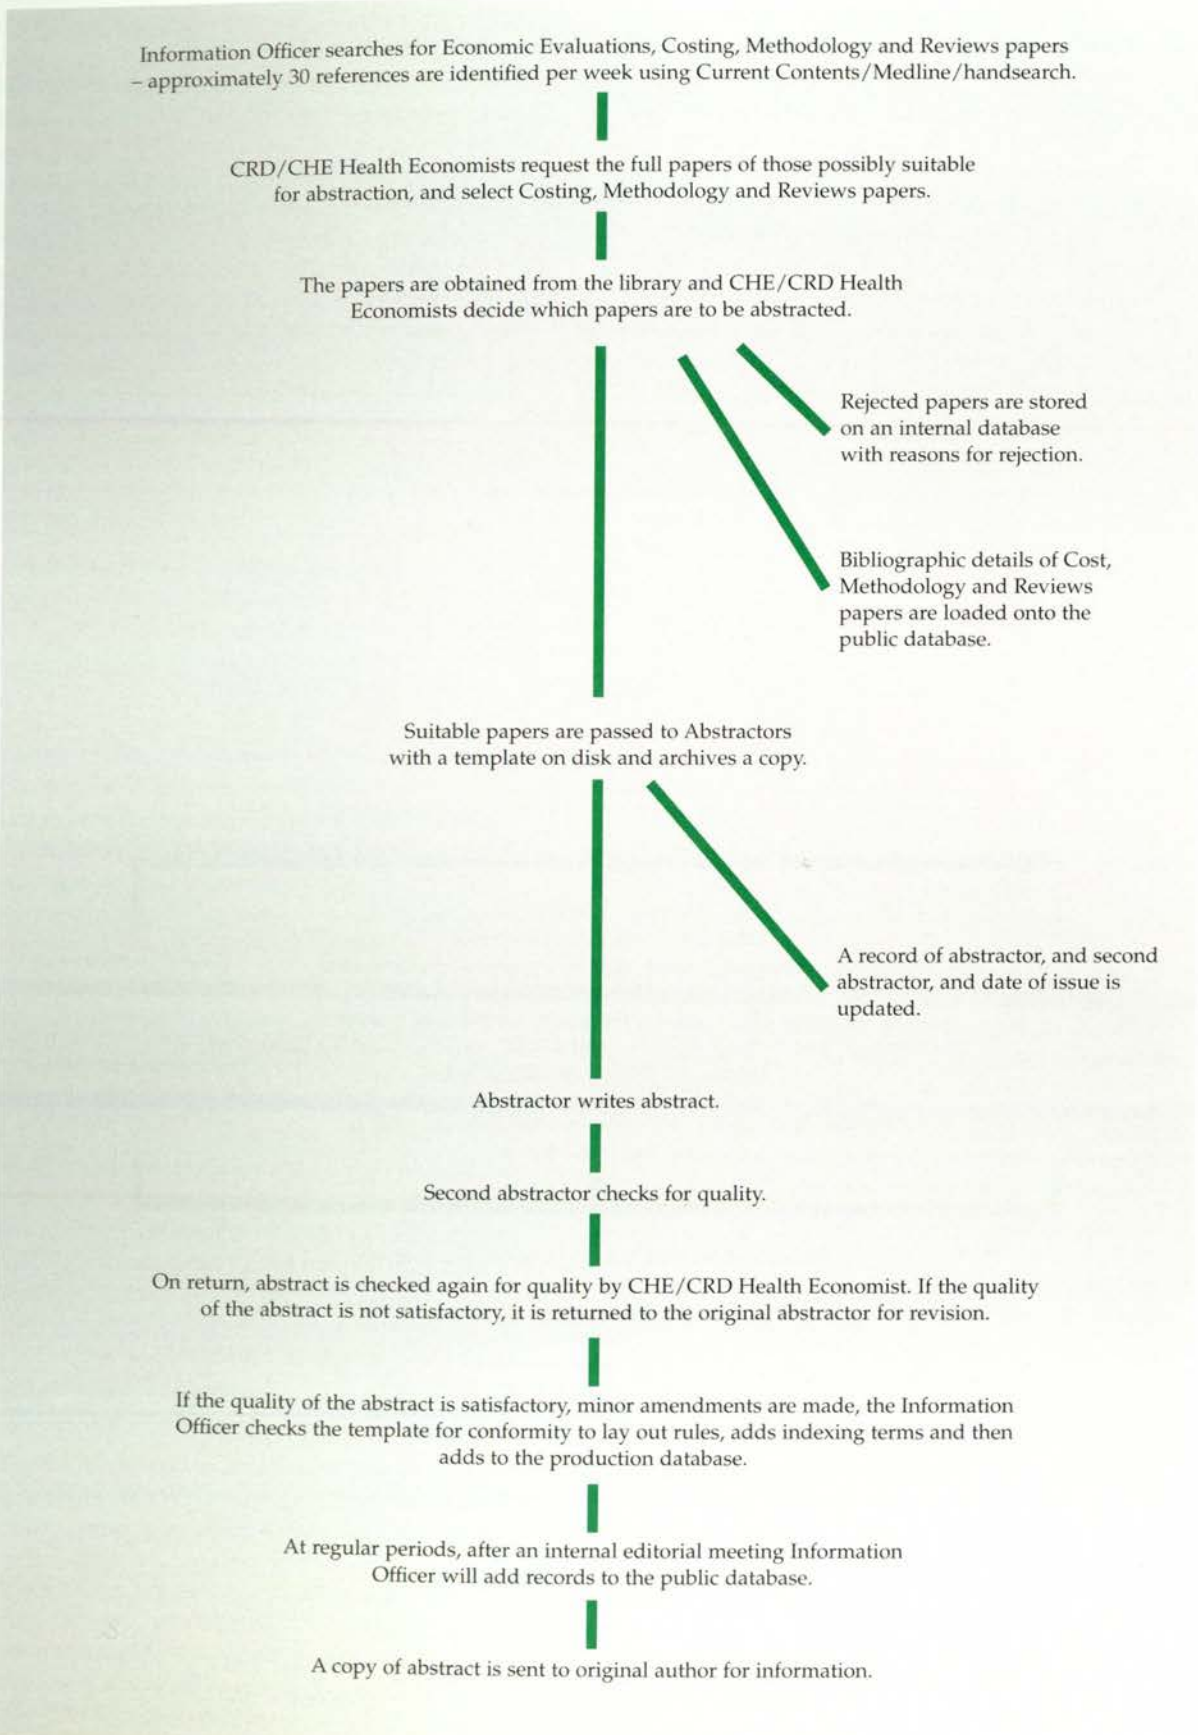 Information Officer searches for Economic Evaluations, Costing, Methodology and Reviews papers
– approximately 30 references are identified per week using Current Contents/Medline/handsearch.
CRD/CHE Health Economists request the full papers of those possibly suitable
for abstraction, and select Costing, Methodology and Reviews papers.
The papers are obtained from the library and CHE/CRD Health
Economists decide which papers are to be abstracted.
Rejected papers are stored
on an internal database
with reasons for rejection.
Bibliographic details of Cost,
Methodology and Reviews
papers are loaded onto the
public database.
Suitable papers are passed to Abstractors
with a template on disk and archives a copy.
A record of abstractor, and second
abstractor, and date of issue is
updated.
Abstractor writes abstract.
Second abstractor checks for quality.
On return, abstract is checked again for quality by CHE/CRD Health Economist. If the quality
of the abstract is not satisfactory, it is returned to the original abstractor for revision.
If the quality of the abstract is satisfactory, minor amendments are made, the Information
Officer checks the template for conformity to lay out rules, adds indexing terms and then
adds to the production database.
At regular periods, after an internal editorial meeting Information
Officer will add records to the public database.
A copy of abstract is sent to original author for information.